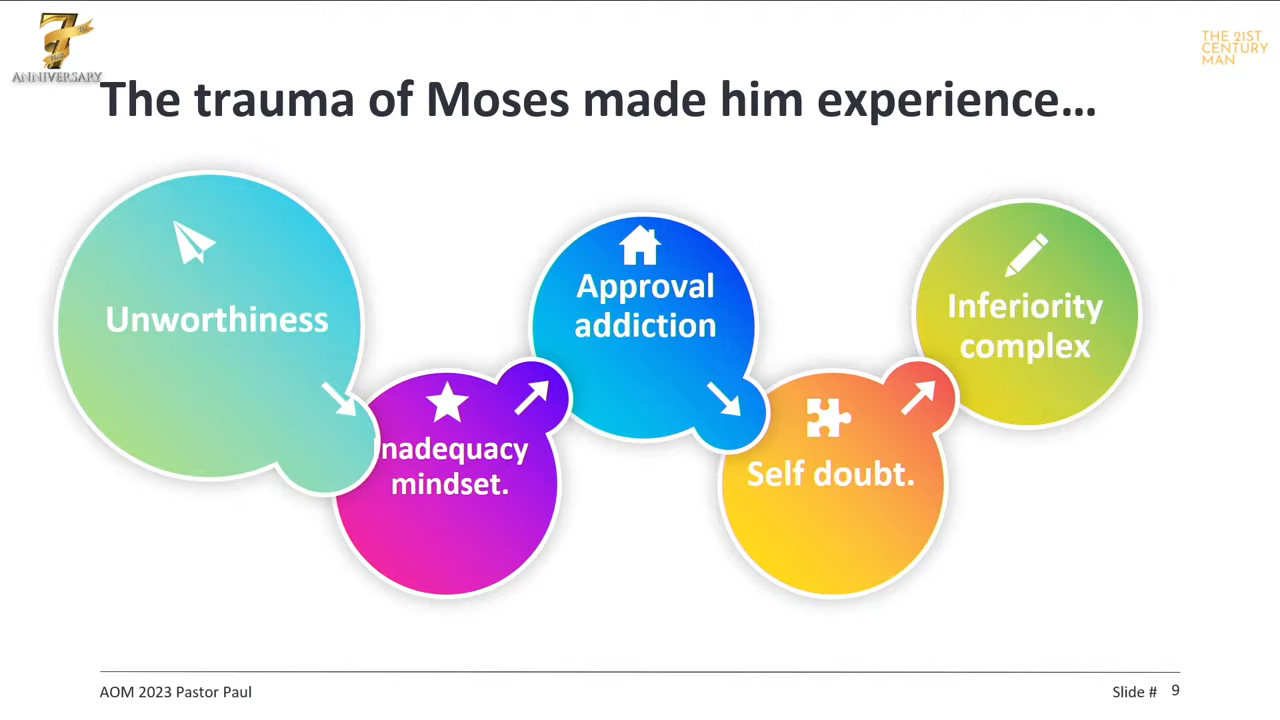 7
ANNIVERSARY
THE 21ST
CENTURY
MAN
The trauma of Moses made him experience...
Unworthiness
nadequacy
mindset.
Approval
addiction
Self doubt.
Inferiority
complex
AOM 2023 Pastor Paul
Slide # 9